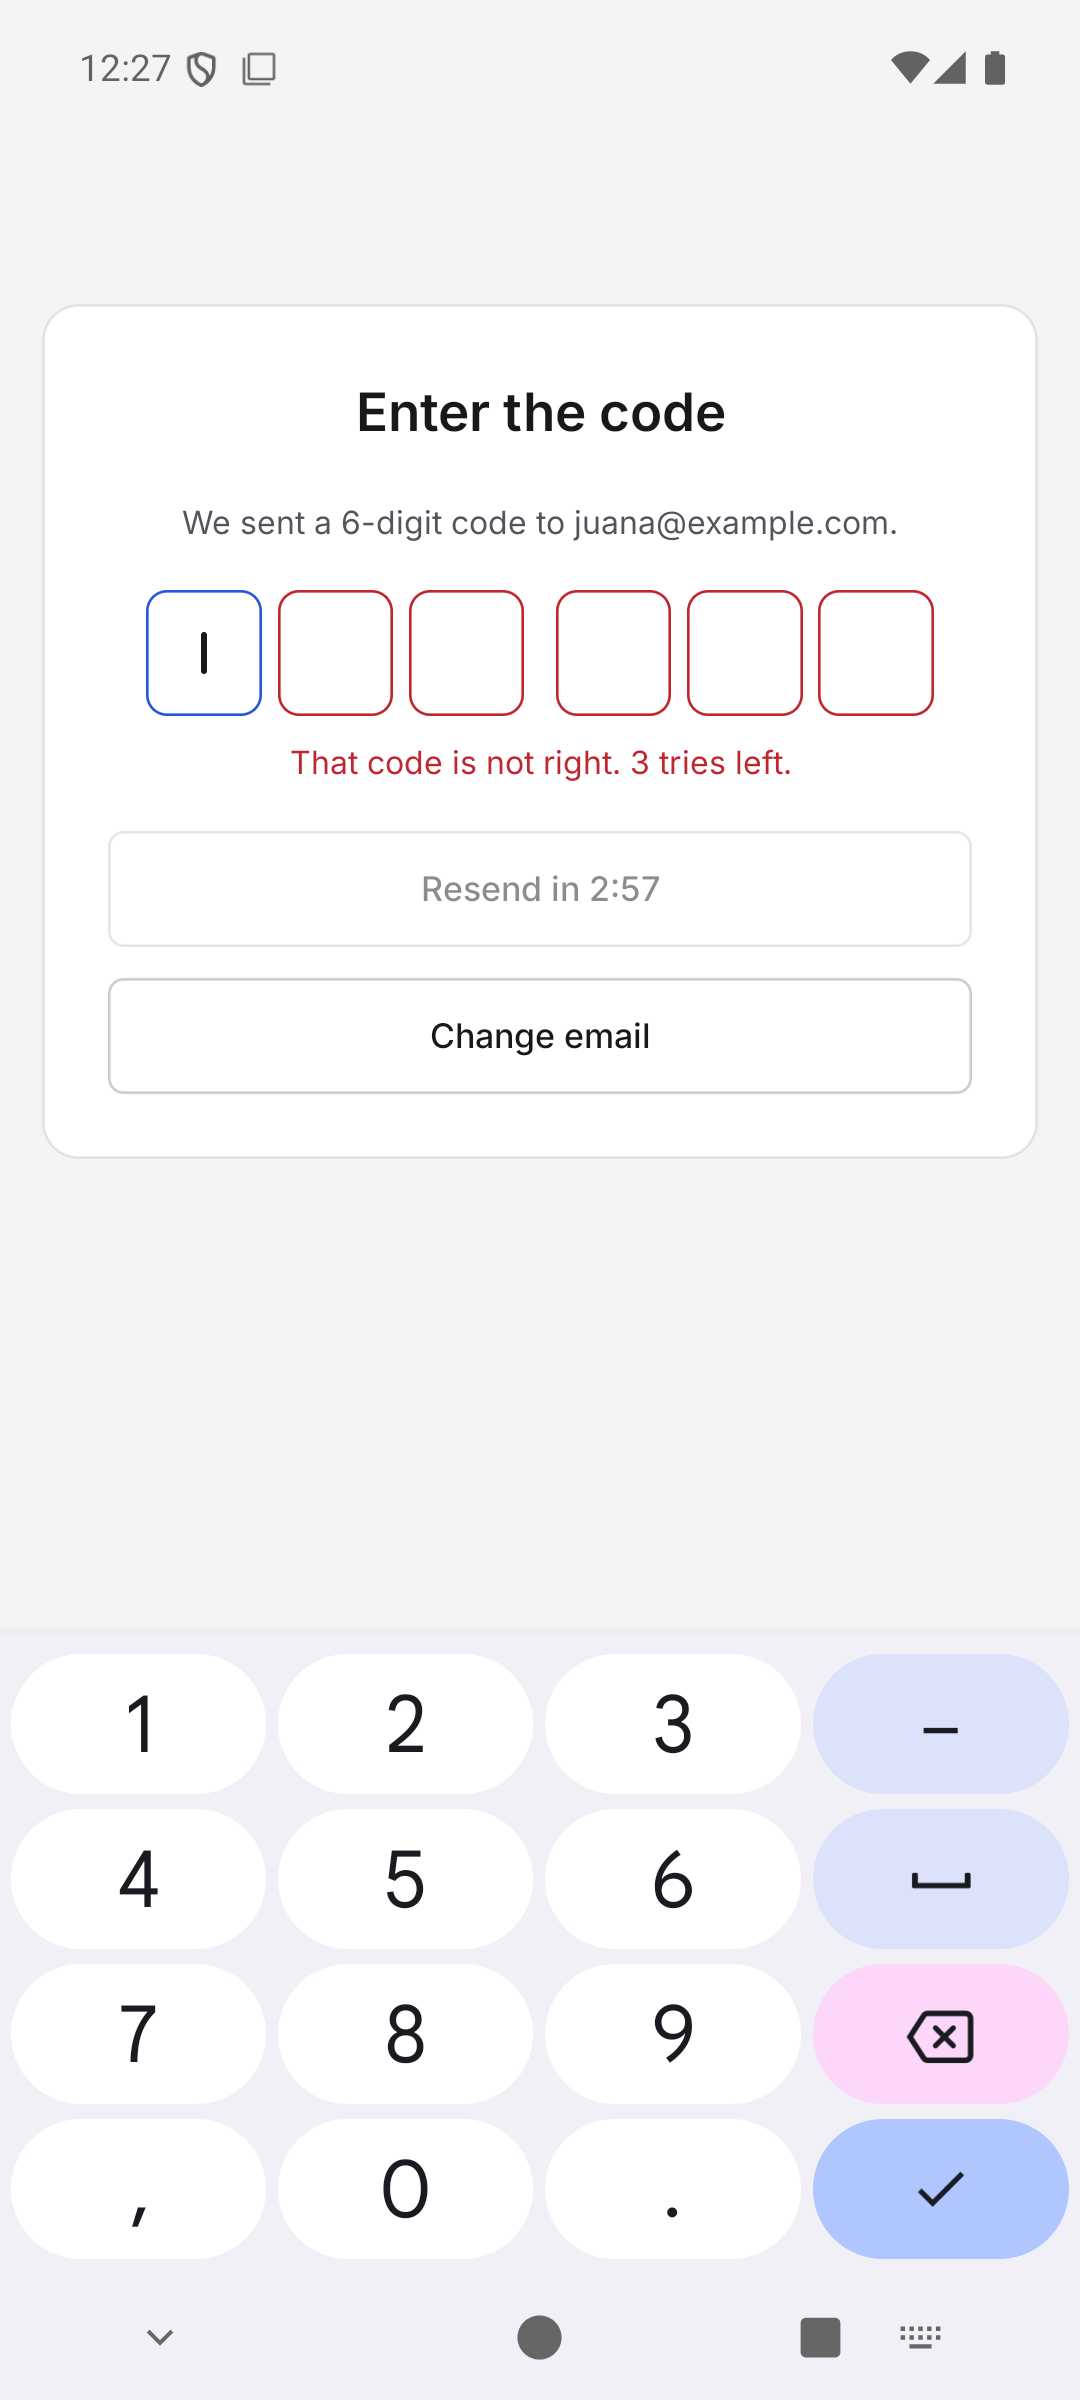 12:27
Enter the code
We sent a 6-digit code to juana@example.com.
That code is not right. 3 tries left.
Resend in 2:57
Change email
1 2 3 –
4 5 6
7 8 9
, 0 .